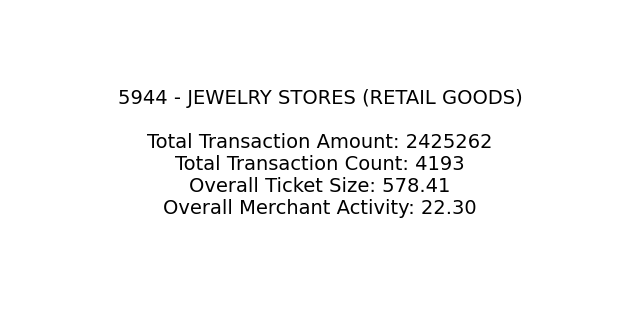 5944 - JEWELRY STORES (RETAIL GOODS)
Total Transaction Amount: 2425262
Total Transaction Count: 4193
Overall Ticket Size: 578.41
Overall Merchant Activity: 22.30